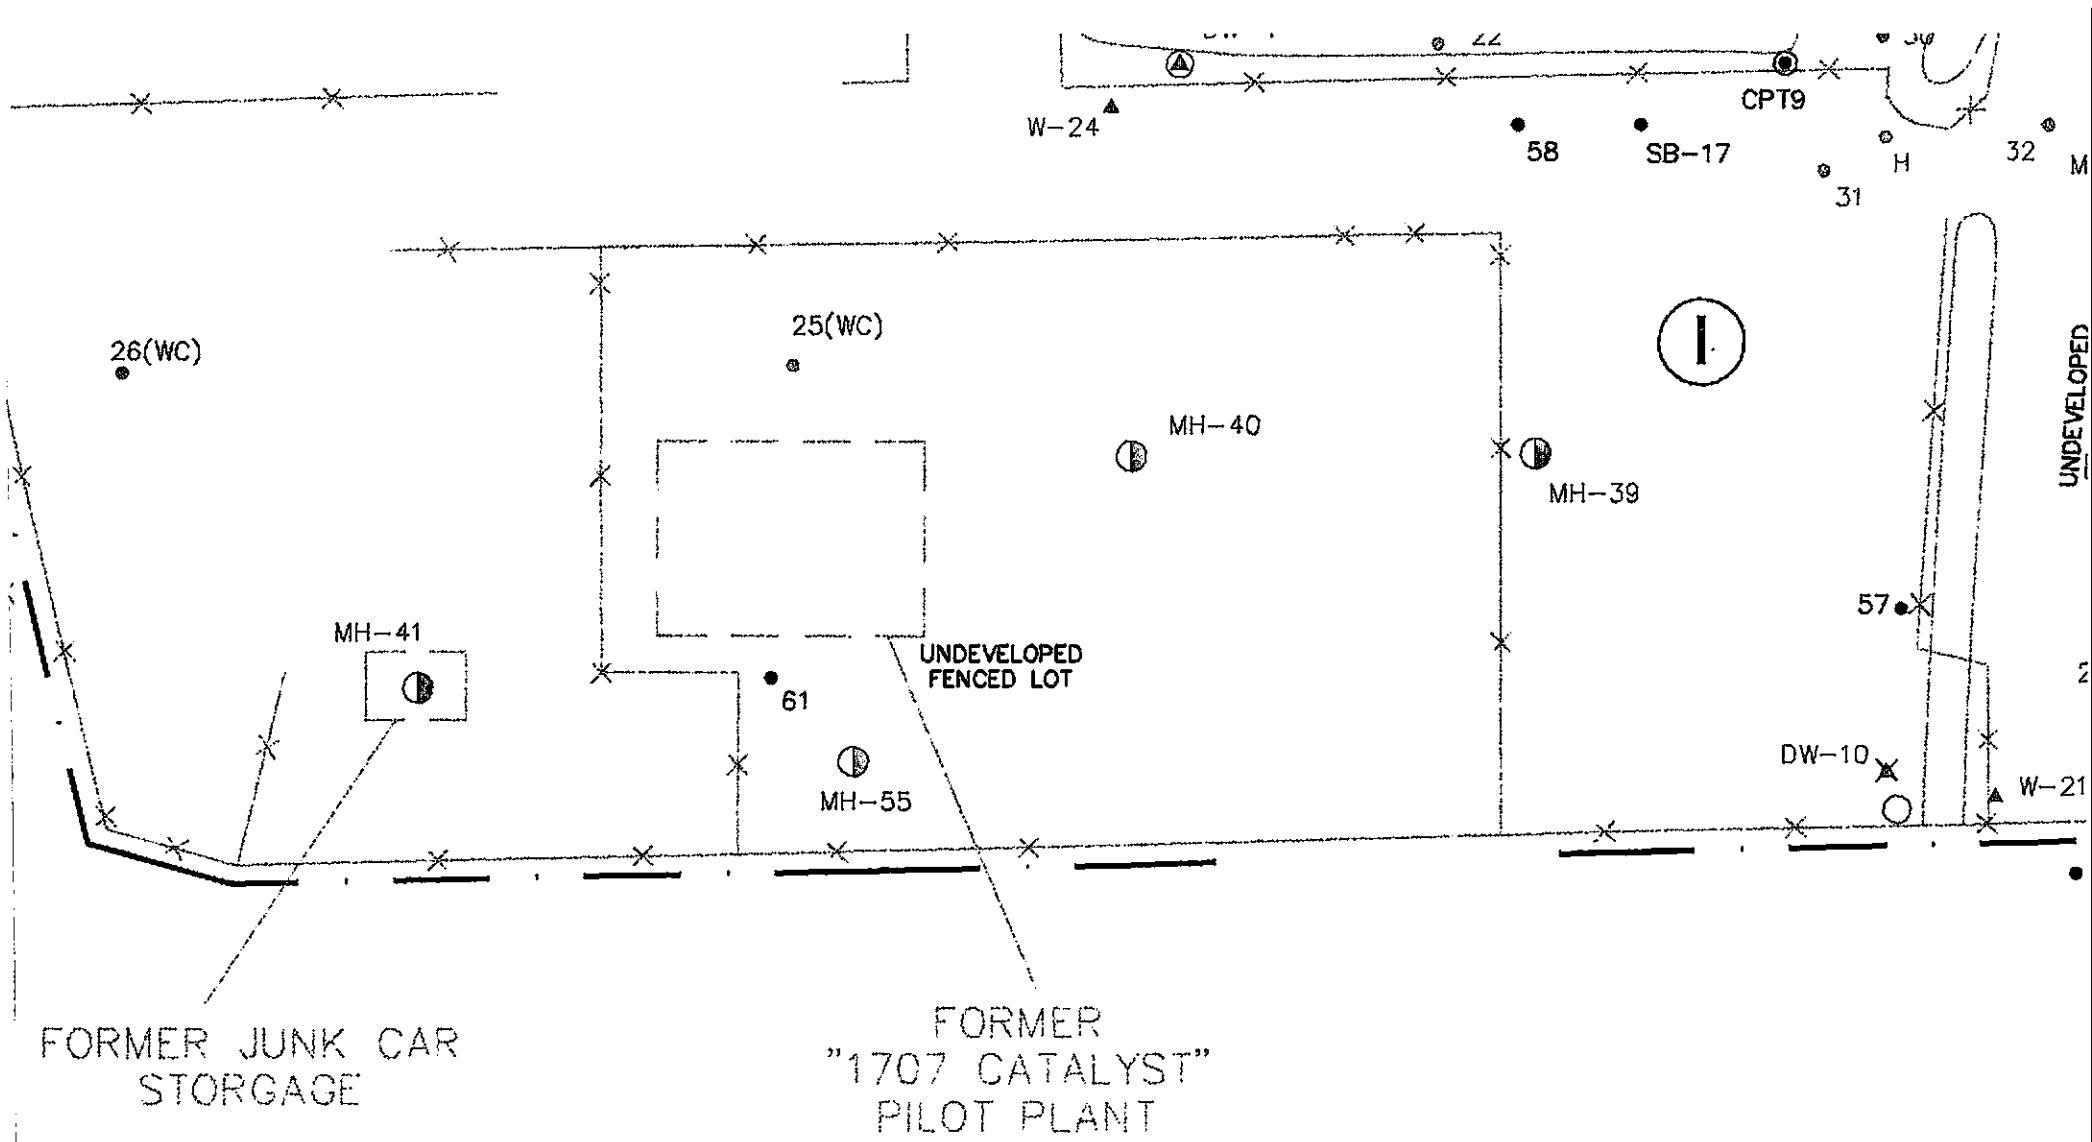 22
CPT9
W-24
58
SB-17
H
32
M
31
25(WC)
26(WC)
I
UNDEVELOPED
MH-40
MH-39
57
MH-41
UNDEVELOPED
FENCED LOT
61
2
DW-10
W-21
MH-55
FORMER JUNK CAR
STORGAGE
FORMER
"1707 CATALYST"
PILOT PLANT